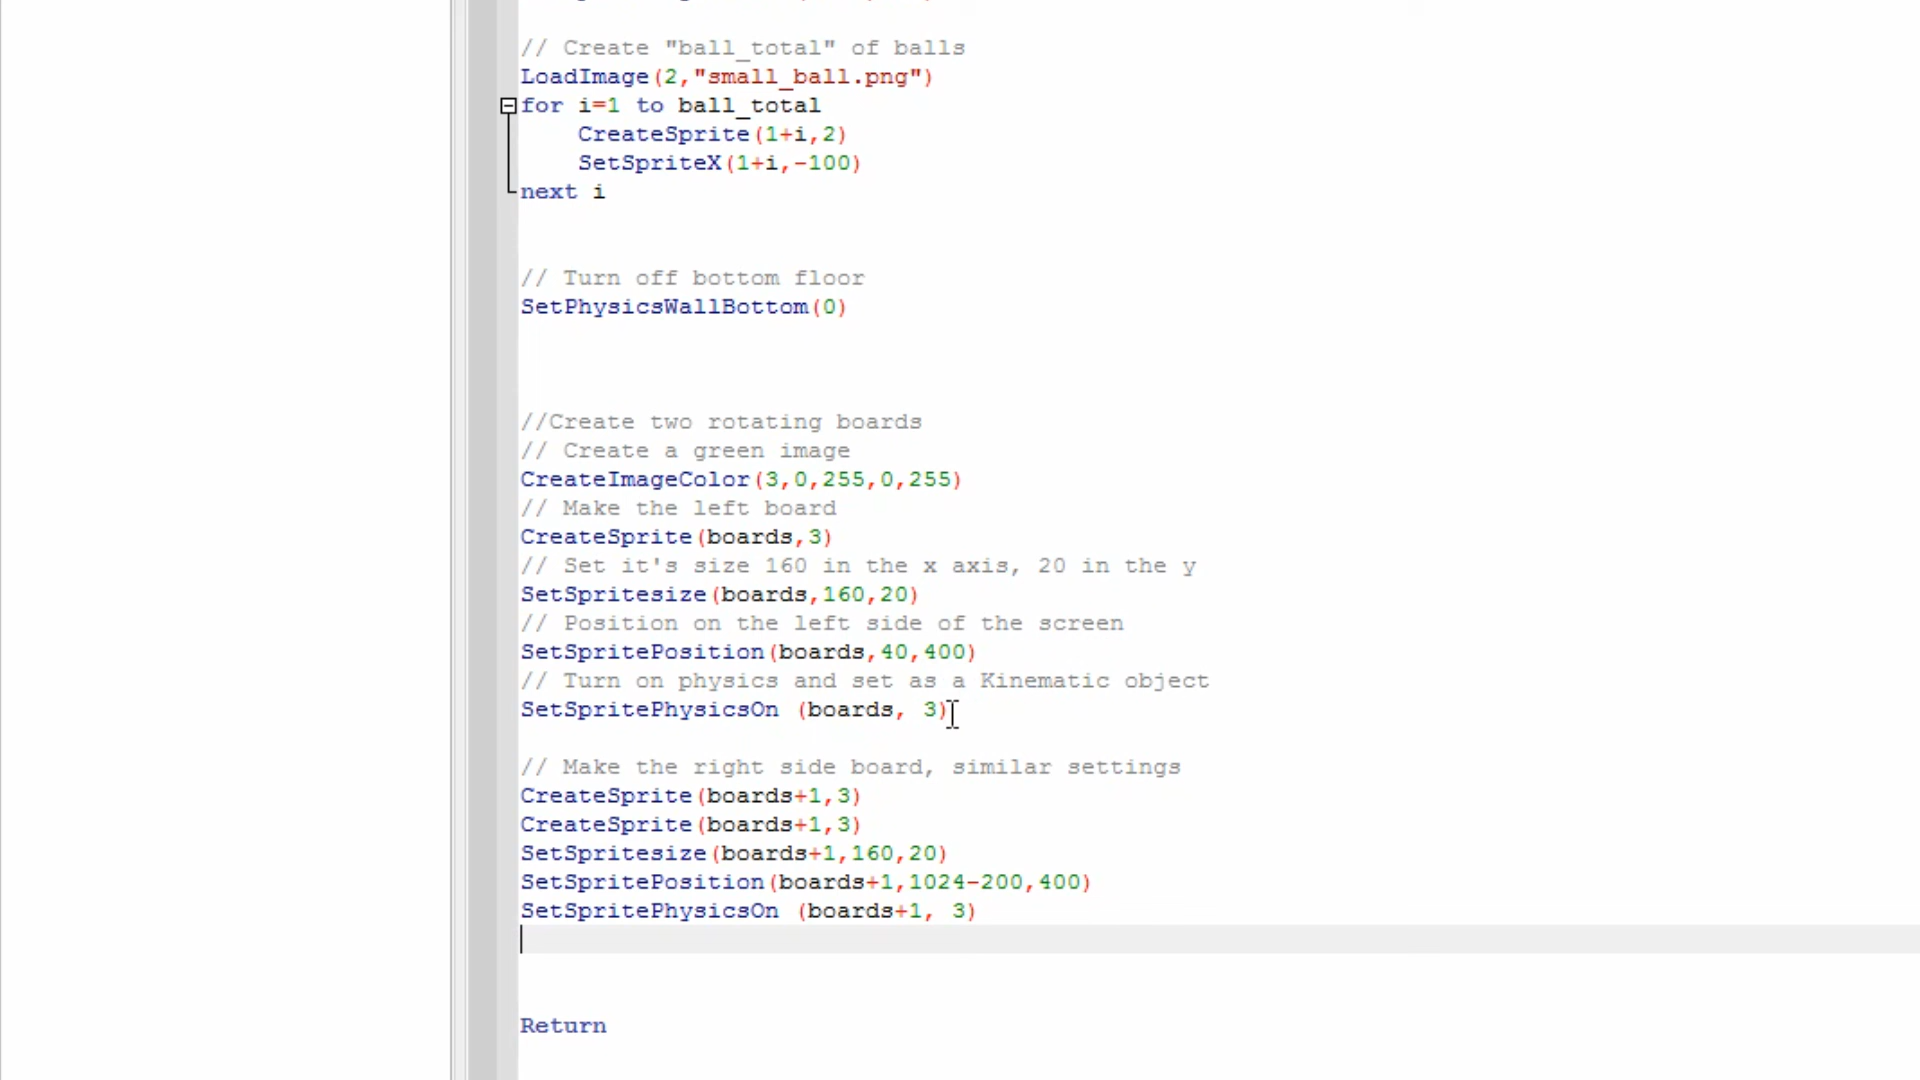 // Create "ball_total" of balls
LoadImage(2,"small_ball.png")
for i=1 to ball_total
CreateSprite(1+i,2)
SetSpriteX(1+i,-100)
next i
// Turn off bottom floor
SetPhysicsWallBottom(0)
//Create two rotating boards
// Create a green image
CreateImageColor(3,0,255,0,255)
// Make the left board
CreateSprite(boards,3)
// Set it's size 160 in the x axis, 20 in the y
SetSpritesize(boards,160,20)
// Position on the left side of the screen
SetSpritePosition(boards,40,400)
// Turn on physics and set as a Kinematic object
SetSpritePhysicsOn (boards, 3)
// Make the right side board, similar settings
CreateSprite(boards+1,3)
CreateSprite(boards+1,3)
SetSpritesize(boards+1,160,20)
SetSpritePosition(boards+1,1024-200,400)
SetSpritePhysicsOn (boards+1, 3)
Return